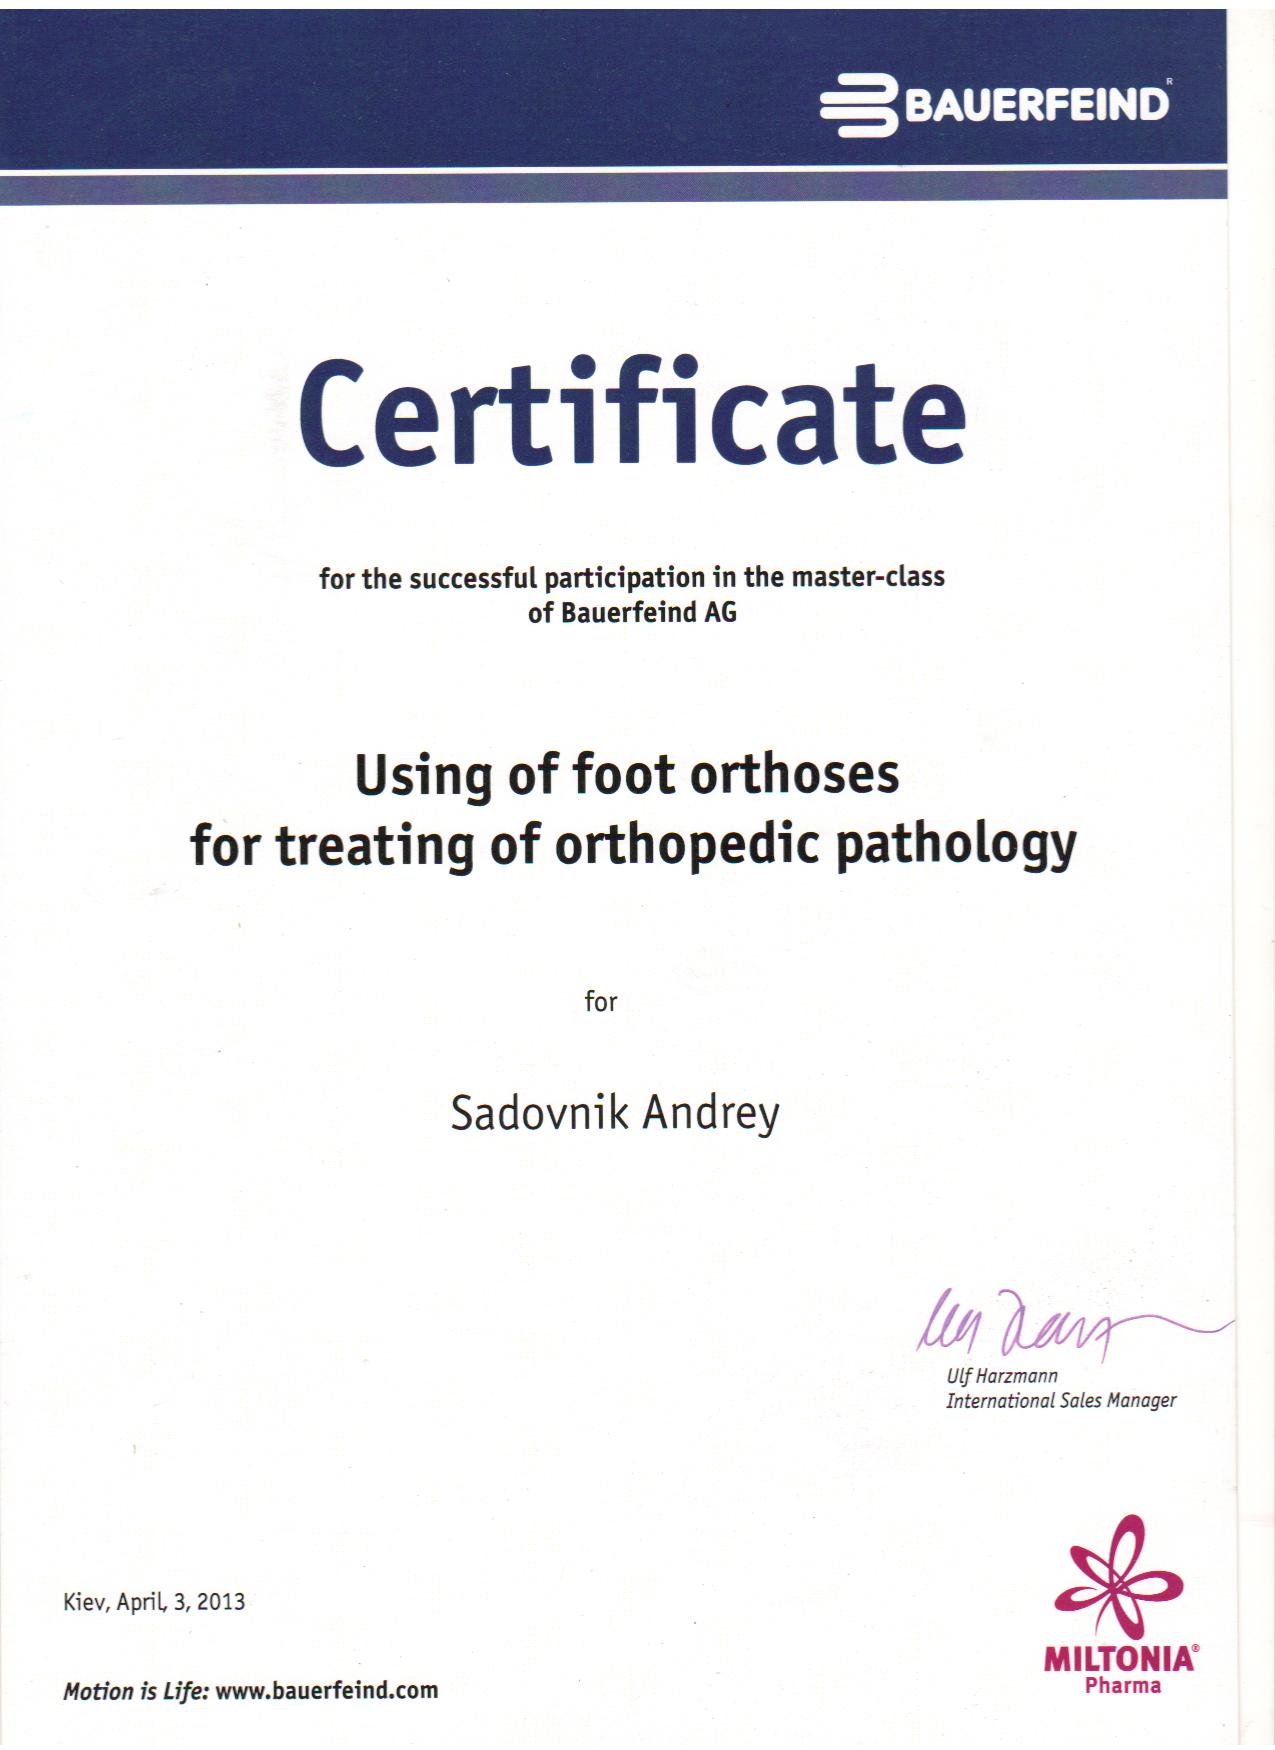 BAUERFEIND®
Certificate
for the successful participation in the master-class
of Bauerfeind AG
Using of foot orthoses
for treating of orthopedic pathology
for
Sadovnik Andrey
Ulf Harzmann
International Sales Manager
Kiev, April, 3, 2013
MILTONIA®
Pharma
Motion is Life: www.bauerfeind.com